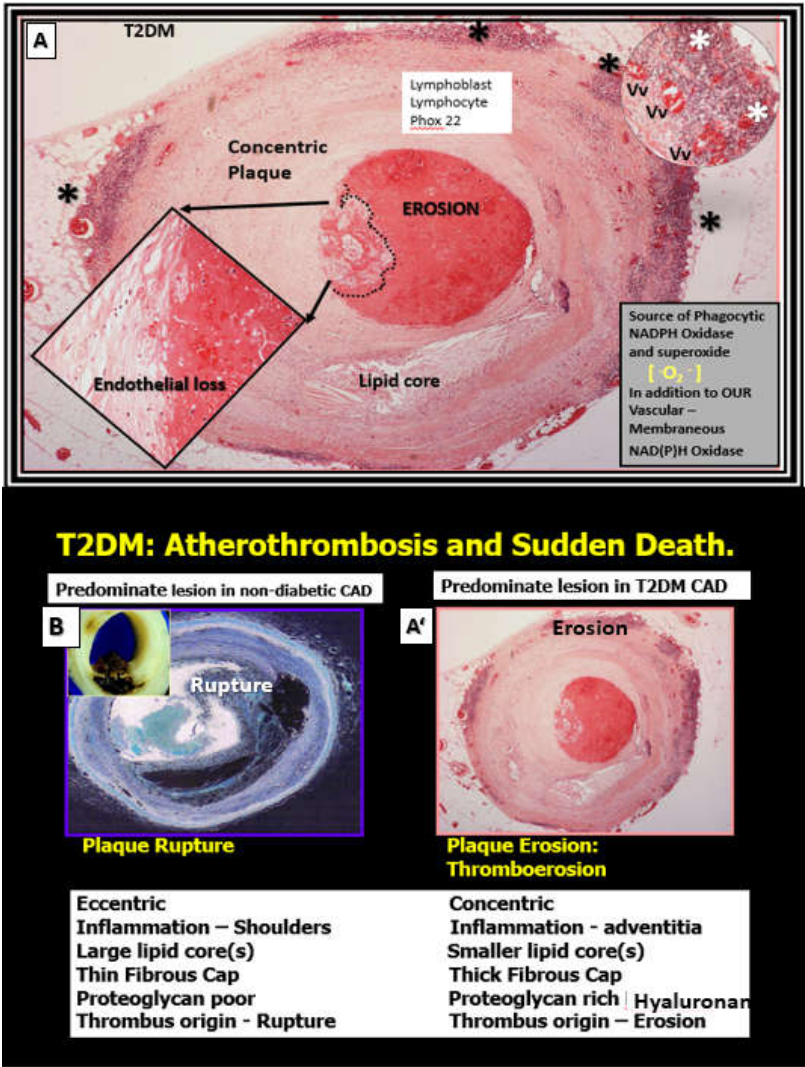 A
T2DM
*
*
*
*
*
*
Vv
Vv
Vv
Lymphoblast
Lymphocyte
Phox 22
Concentric
Plaque
EROSION
Endothelial loss
Lipid core
Source of Phagocytic
NADPH Oxidase
and superoxide
[ ·O₂⁻ ]
In addition to OUR
Vascular –
Membraneous
NAD(P)H Oxidase
T2DM: Atherothrombosis and Sudden Death.
Predominate lesion in non-diabetic CAD
B
Rupture
Plaque Rupture
Predominate lesion in T2DM CAD
A‘
Erosion
Plaque Erosion:
Thromboerosion
Eccentric
Inflammation – Shoulders
Large lipid core(s)
Thin Fibrous Cap
Proteoglycan poor
Thrombus origin - Rupture
Concentric
Inflammation - adventitia
Smaller lipid core(s)
Thick Fibrous Cap
Proteoglycan rich | Hyaluronan
Thrombus origin – Erosion